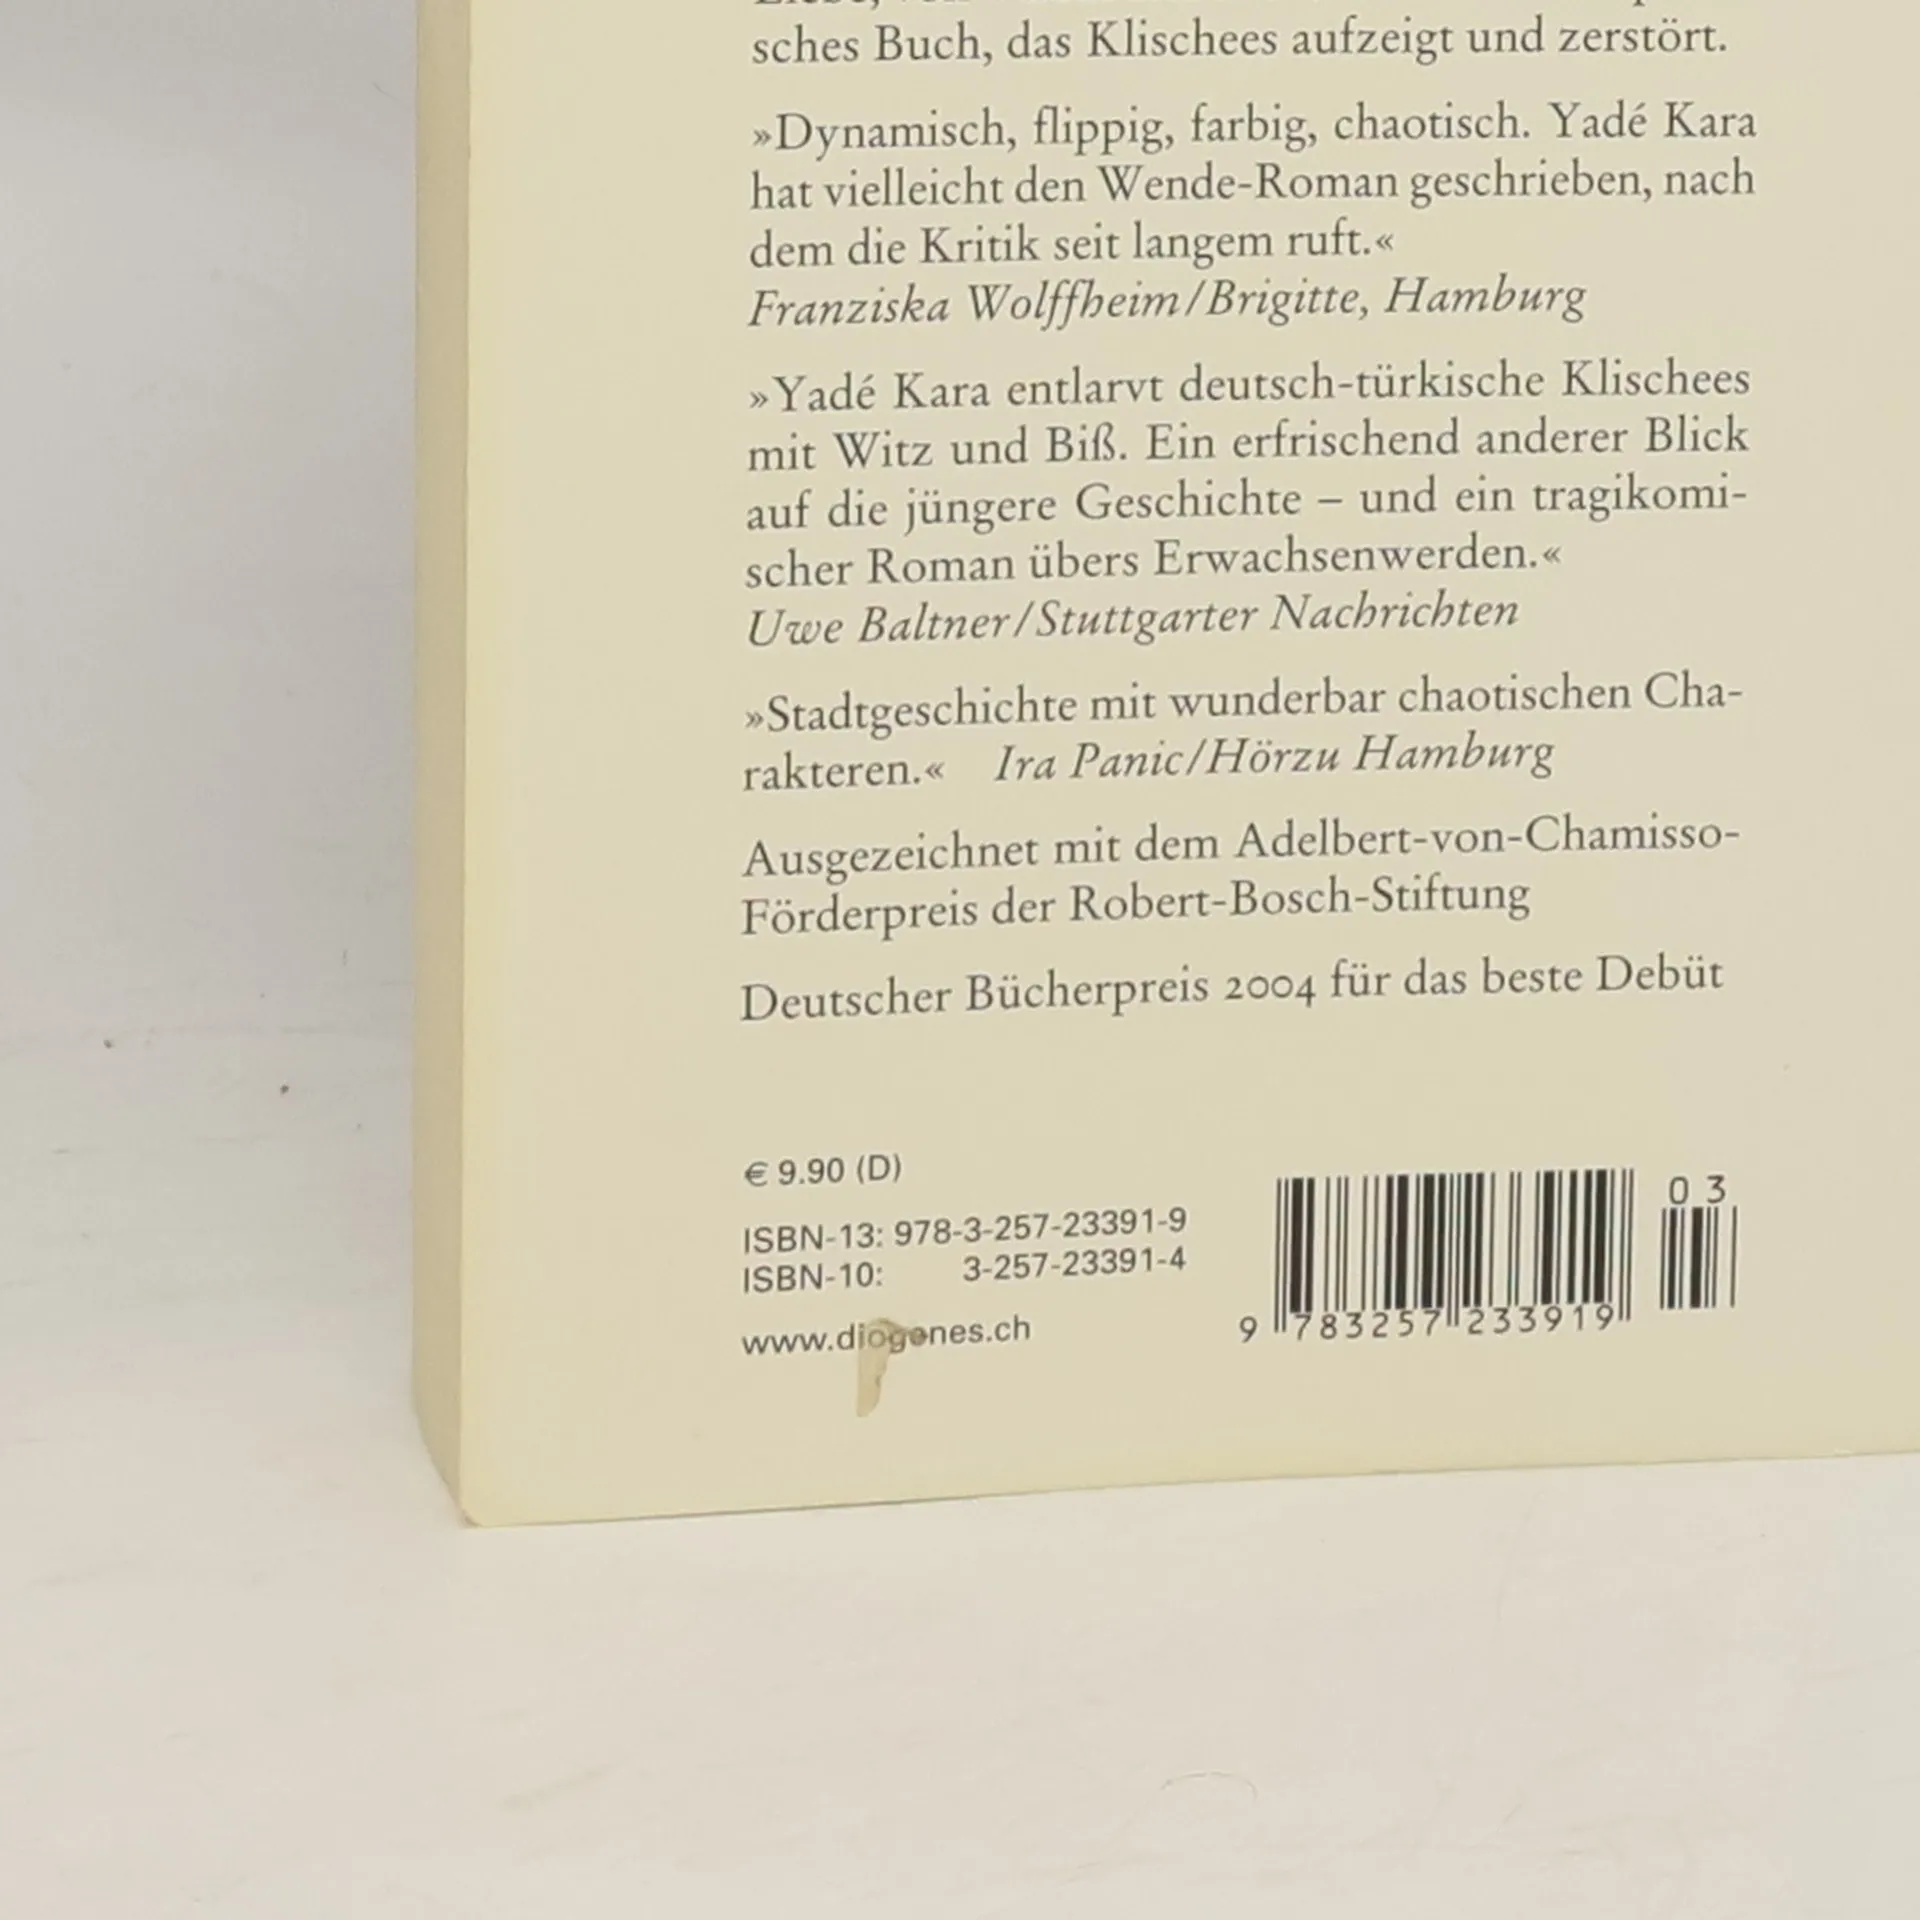 sches Buch, das Klischees aufzeigt und zerstört.
»Dynamisch, flippig, farbig, chaotisch. Yadé Kara
hat vielleicht den Wende-Roman geschrieben, nach
dem die Kritik seit langem ruft.«
Franziska Wolffheim/Brigitte, Hamburg
»Yadé Kara entlarvt deutsch-türkische Klischees
mit Witz und Biß. Ein erfrischend anderer Blick
auf die jüngere Geschichte – und ein tragikomi-
scher Roman übers Erwachsenwerden.«
Uwe Baltner/Stuttgarter Nachrichten
»Stadtgeschichte mit wunderbar chaotischen Cha-
rakteren.« Ira Panic/Hörzu Hamburg
Ausgezeichnet mit dem Adelbert-von-Chamisso-
Förderpreis der Robert-Bosch-Stiftung
Deutscher Bücherpreis 2004 für das beste Debüt
€ 9.90 (D)
ISBN-13: 978-3-257-23391-9
ISBN-10: 3-257-23391-4
www.diogenes.ch
03
9 783257 233919